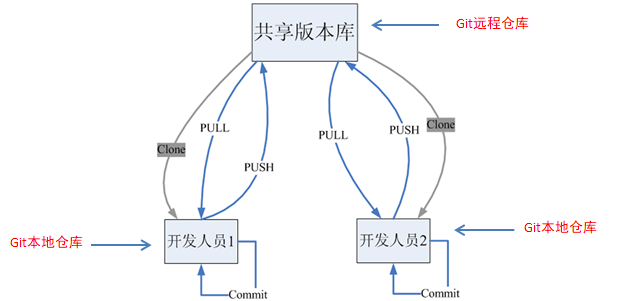 共享版本库
Git远程仓库
PULL
Clone
PUSH
PULL
PUSH
Clone
Git本地仓库
开发人员1
开发人员2
Git本地仓库
Commit
Commit